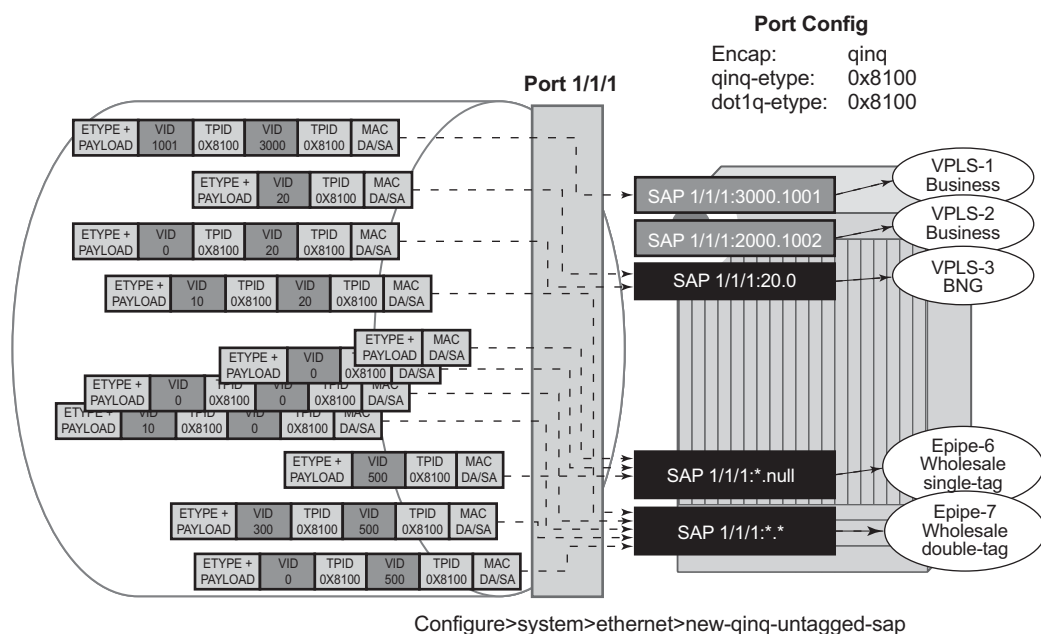 Port Config
Encap: qinq
qinq-etype: 0x8100
dot1q-etype: 0x8100
Port 1/1/1
ETYPE + PAYLOAD VID 1001 TPID 0X8100 VID 3000 TPID 0X8100 MAC DA/SA
ETYPE + PAYLOAD VID 20 TPID 0X8100 MAC DA/SA
ETYPE + PAYLOAD VID 0 TPID 0X8100 VID 20 TPID 0X8100 MAC DA/SA
ETYPE + PAYLOAD VID 10 TPID 0X8100 VID 20 TPID 0X8100 MAC DA/SA
ETYPE + PAYLOAD MAC DA/SA
ETYPE + PAYLOAD VID 0 0X8100 DA/SA
ETYPE + PAYLOAD VID 0 TPID 0X8100 VID 0 TPID 0X8100 MAC DA/SA
ETYPE + PAYLOAD VID 10 TPID 0X8100 VID 0 TPID 0X8100 MAC DA/SA
ETYPE + PAYLOAD VID 500 TPID 0X8100 MAC DA/SA
ETYPE + PAYLOAD VID 300 TPID 0X8100 VID 500 TPID 0X8100 MAC DA/SA
ETYPE + PAYLOAD VID 0 TPID 0X8100 VID 500 TPID 0X8100 MAC DA/SA
SAP 1/1/1:3000.1001
SAP 1/1/1:2000.1002
SAP 1/1/1:20.0
SAP 1/1/1:*.null
SAP 1/1/1:*.*
VPLS-1
Business
VPLS-2
Business
VPLS-3
BNG
Epipe-6
Wholesale
single-tag
Epipe-7
Wholesale
double-tag
Configure>system>ethernet>new-qinq-untagged-sap